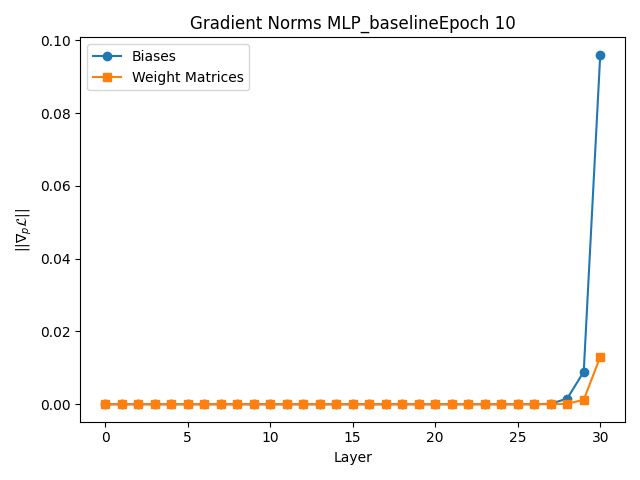 Gradient Norms MLP_baselineEpoch 10
Biases
Weight Matrices
0.10
0.08
0.06
0.04
0.02
0.00
||∇ₚℒ||
0 5 10 15 20 25 30
Layer